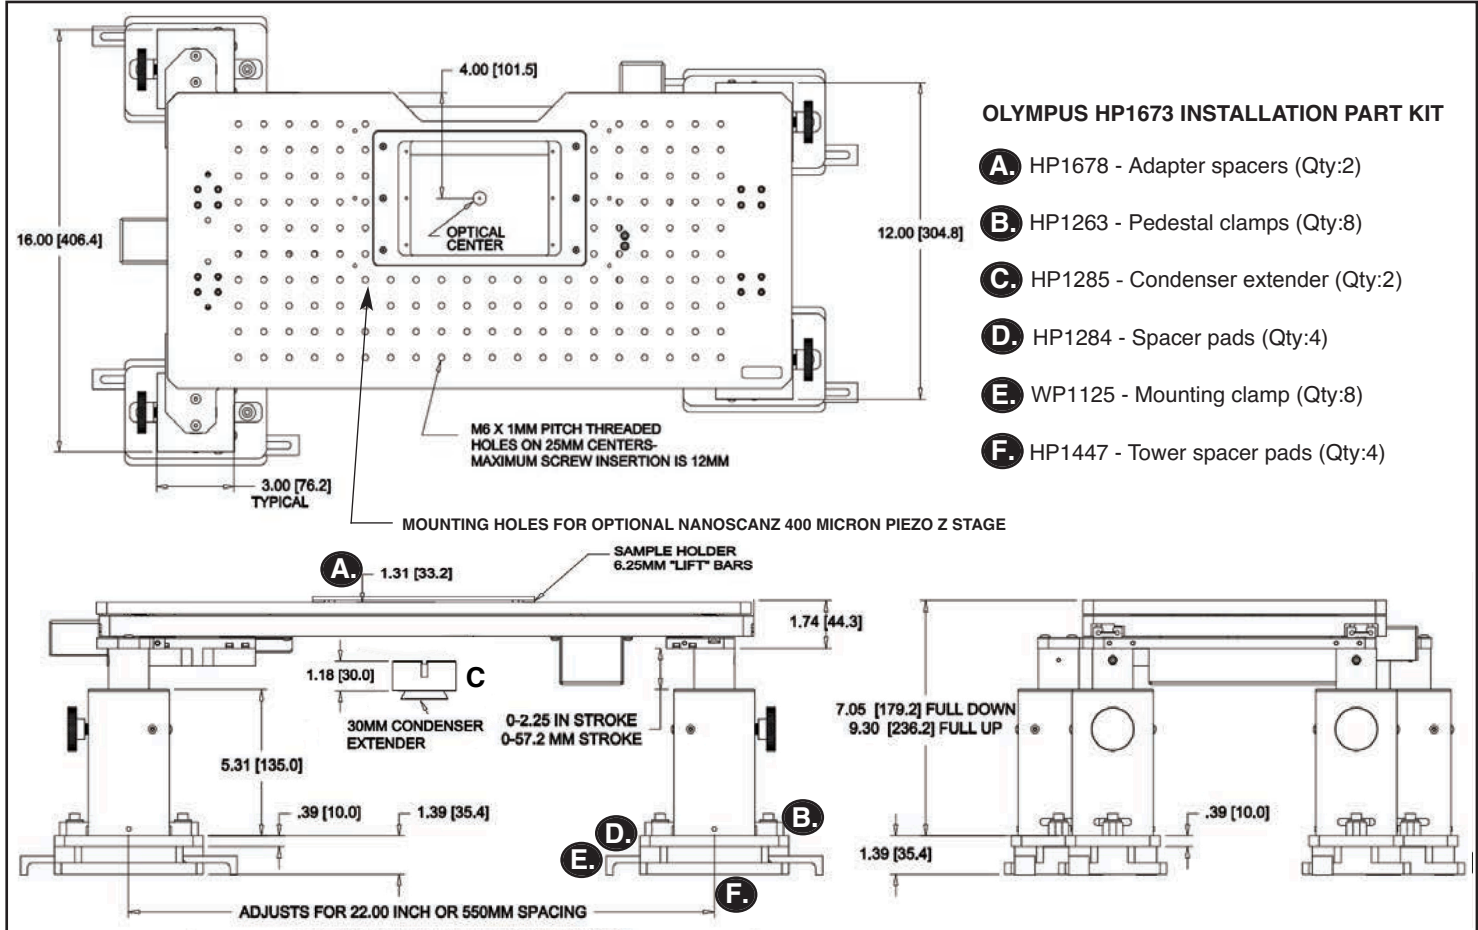 4.00 [101.5]
16.00 [406.4]
OPTICAL
CENTER
12.00 [304.8]
M6 X 1MM PITCH THREADED
HOLES ON 25MM CENTERS-
MAXIMUM SCREW INSERTION IS 12MM
3.00 [76.2]
TYPICAL
MOUNTING HOLES FOR OPTIONAL NANOSCANZ 400 MICRON PIEZO Z STAGE
OLYMPUS HP1673 INSTALLATION PART KIT
A. HP1678 - Adapter spacers (Qty:2)
B. HP1263 - Pedestal clamps (Qty:8)
C. HP1285 - Condenser extender (Qty:2)
D. HP1284 - Spacer pads (Qty:4)
E. WP1125 - Mounting clamp (Qty:8)
F. HP1447 - Tower spacer pads (Qty:4)
A.
1.31 [33.2]
SAMPLE HOLDER
6.25MM "LIFT" BARS
1.74 [44.3]
1.18 [30.0]
C
30MM CONDENSER
EXTENDER
0-2.25 IN STROKE
0-57.2 MM STROKE
7.05 [179.2] FULL DOWN
9.30 [236.2] FULL UP
5.31 [135.0]
.39 [10.0]
1.39 [35.4]
B.
D.
E.
F.
.39 [10.0]
1.39 [35.4]
ADJUSTS FOR 22.00 INCH OR 550MM SPACING